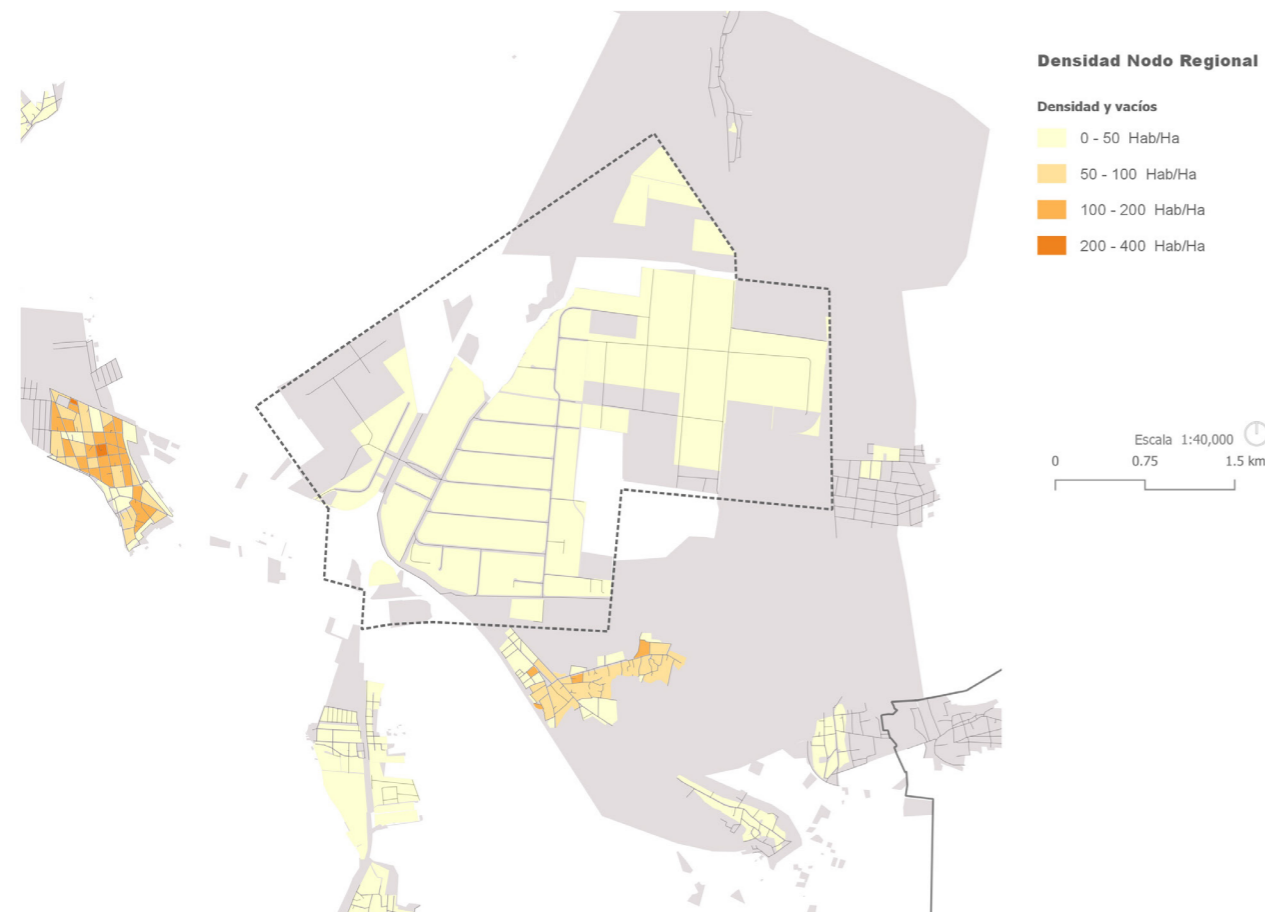 Densidad Nodo Regional
Densidad y vacíos
0 - 50 Hab/Ha
50 - 100 Hab/Ha
100 - 200 Hab/Ha
200 - 400 Hab/Ha
Escala 1:40,000
0 0.75 1.5 km